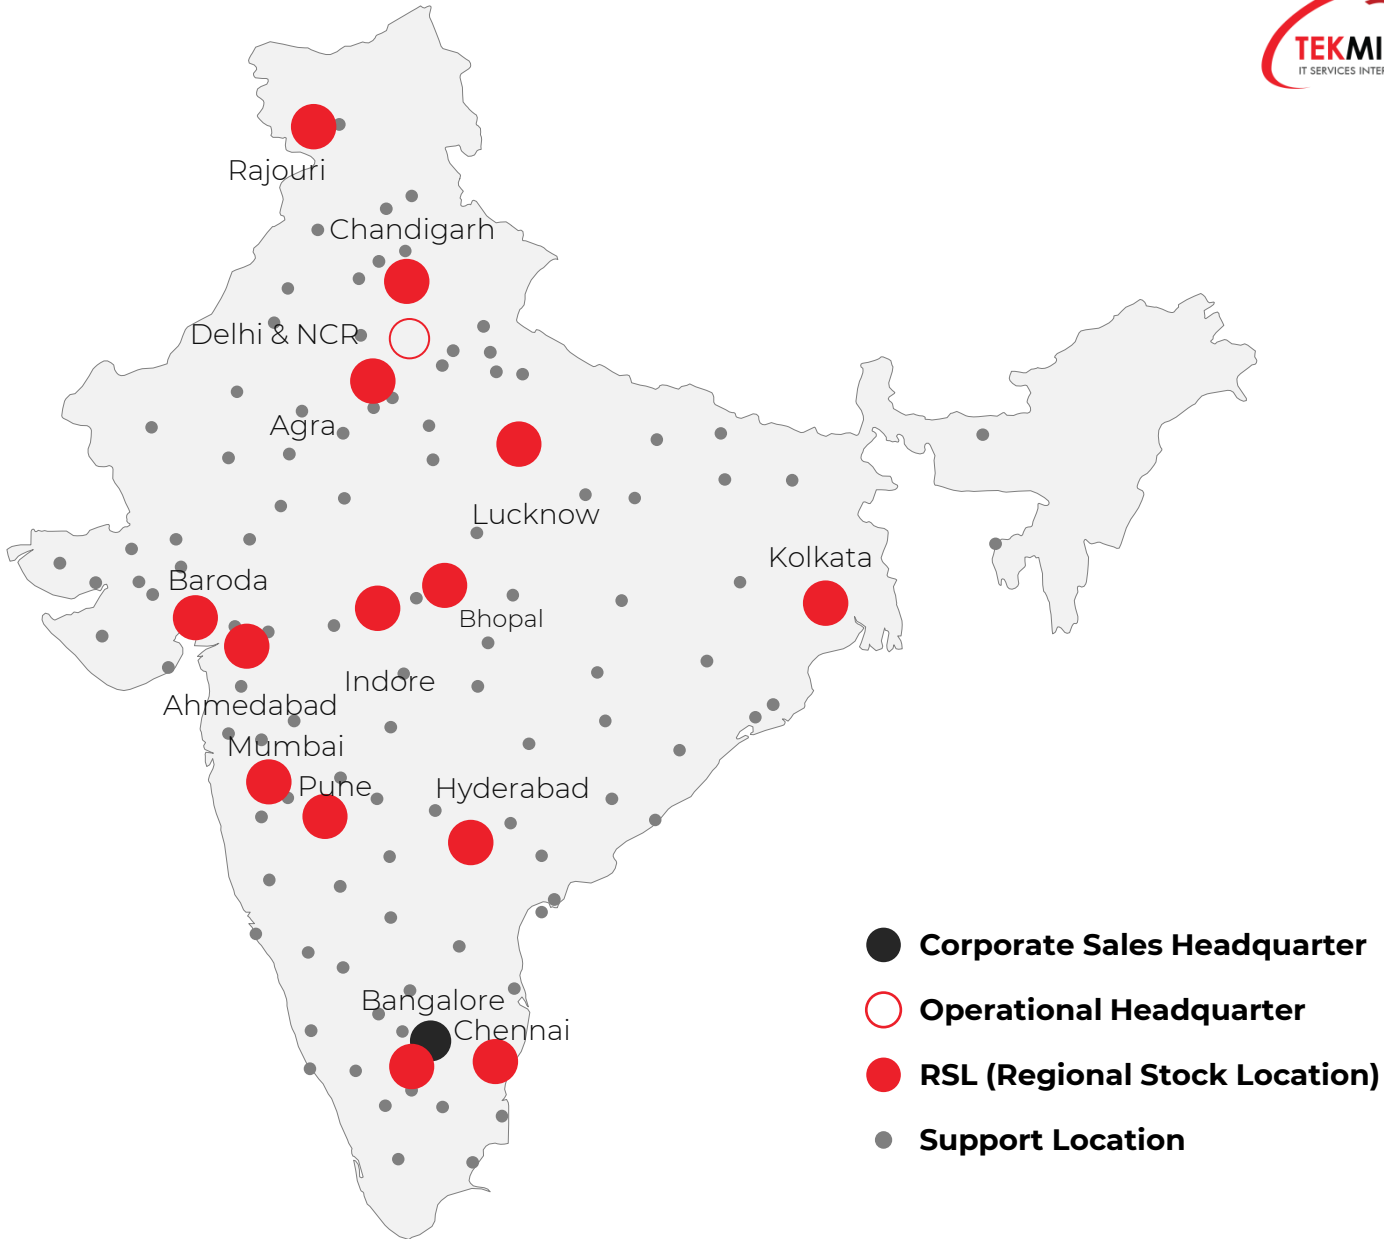 TEKMI
IT SERVICES INTER
Rajouri
Chandigarh
Delhi & NCR
Agra
Lucknow
Kolkata
Baroda
Bhopal
Indore
Ahmedabad
Mumbai
Pune
Hyderabad
Bangalore
Chennai
Corporate Sales Headquarter
Operational Headquarter
RSL (Regional Stock Location)
Support Location